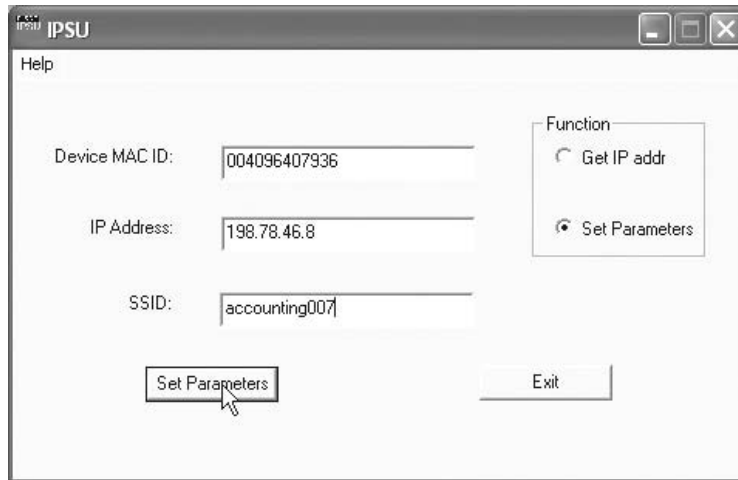 IPSU
Help
Function
Device MAC ID: 004096407936
Get IP addr
IP Address: 198.78.46.8
Set Parameters
SSID: accounting007
Set Parameters
Exit